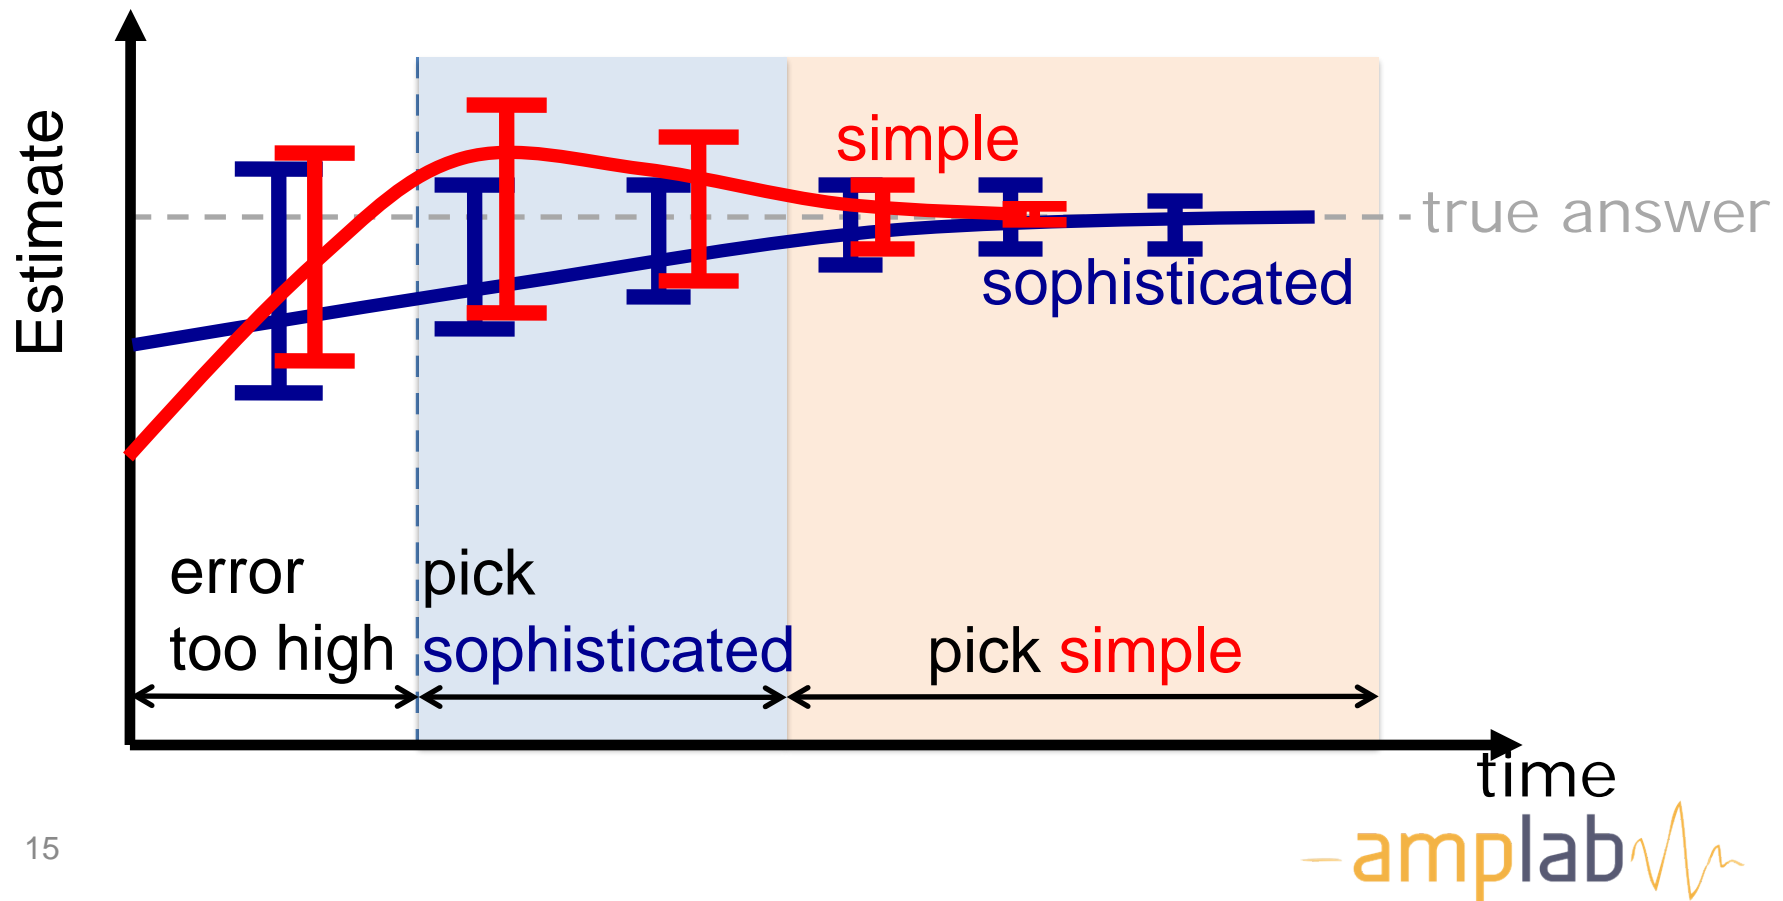 Estimate
simple
true answer
sophisticated
error
too high
pick
sophisticated
pick simple
time
15
amplab